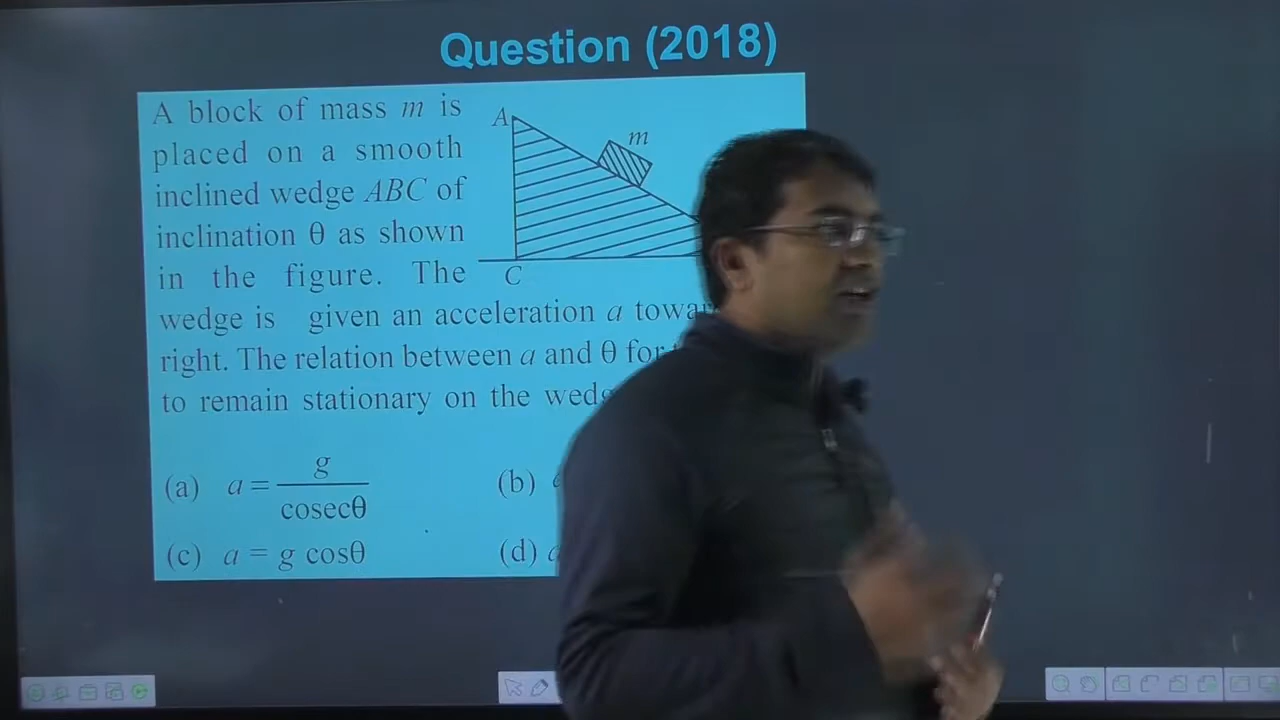 Question (2018)
A block of mass m is
placed on a smooth
inclined wedge ABC of
inclination θ as shown
in the figure. The
wedge is given an acceleration a
right. The relation between a and θ for
to remain stationary on the
A
m
C
(a) a = g
cosecθ
(b)
(c) a = g cosθ
(d)